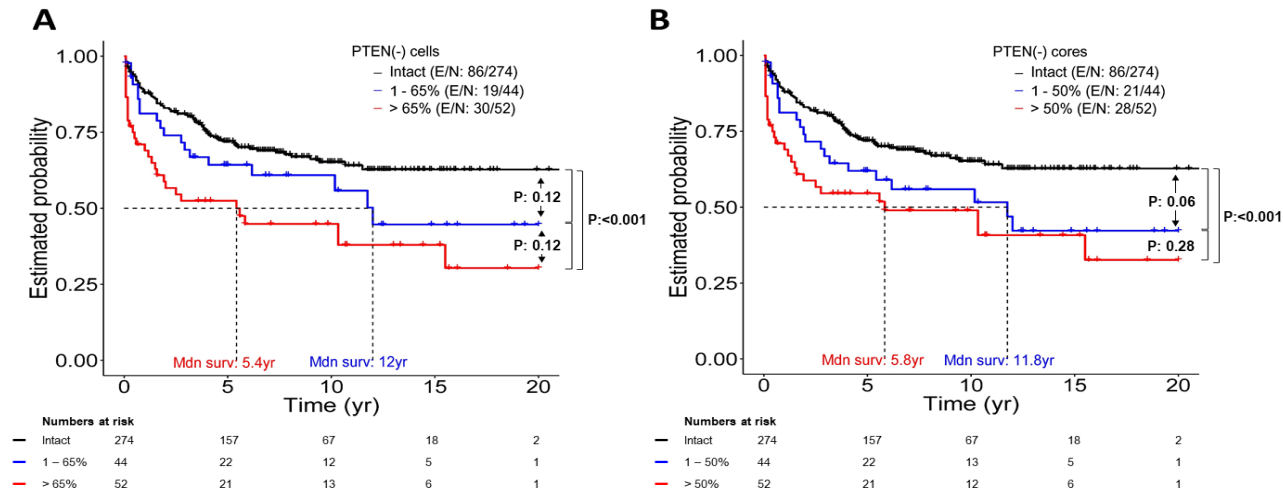 A
PTEN(-) cells
Intact (E/N: 86/274)
1 - 65% (E/N: 19/44)
> 65% (E/N: 30/52)
1.00
0.75
0.50
0.25
0.00
Estimated probability
P: 0.12
P: 0.12
P:<0.001
Mdn surv: 5.4yr
Mdn surv: 12yr
0 5 10 15 20
Time (yr)
Numbers at risk
Intact 274 157 67 18 2
1 – 65% 44 22 12 5 1
> 65% 52 21 13 6 1
B
PTEN(-) cores
Intact (E/N: 86/274)
1 - 50% (E/N: 21/44)
> 50% (E/N: 28/52)
1.00
0.75
0.50
0.25
0.00
Estimated probability
P: 0.06
P: 0.28
P:<0.001
Mdn surv: 5.8yr
Mdn surv: 11.8yr
0 5 10 15 20
Time (yr)
Numbers at risk
Intact 274 157 67 18 2
1 – 50% 44 22 13 5 1
> 50% 52 21 12 6 1